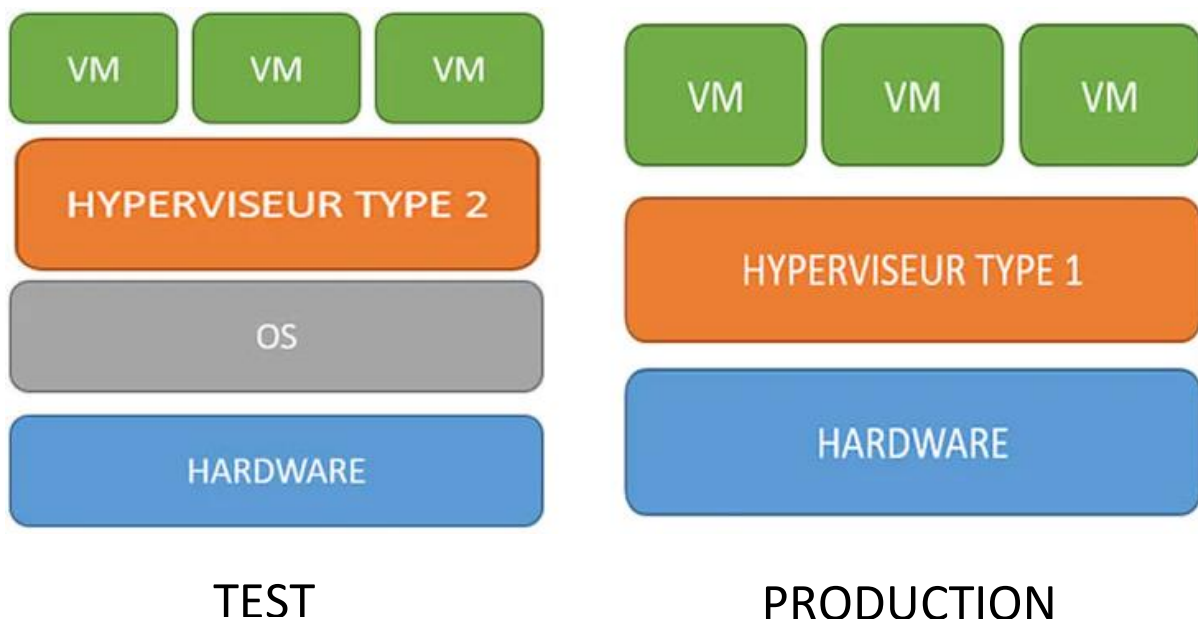 VM VM VM
HYPERVISEUR TYPE 2
OS
HARDWARE
TEST
VM VM VM
HYPERVISEUR TYPE 1
HARDWARE
PRODUCTION